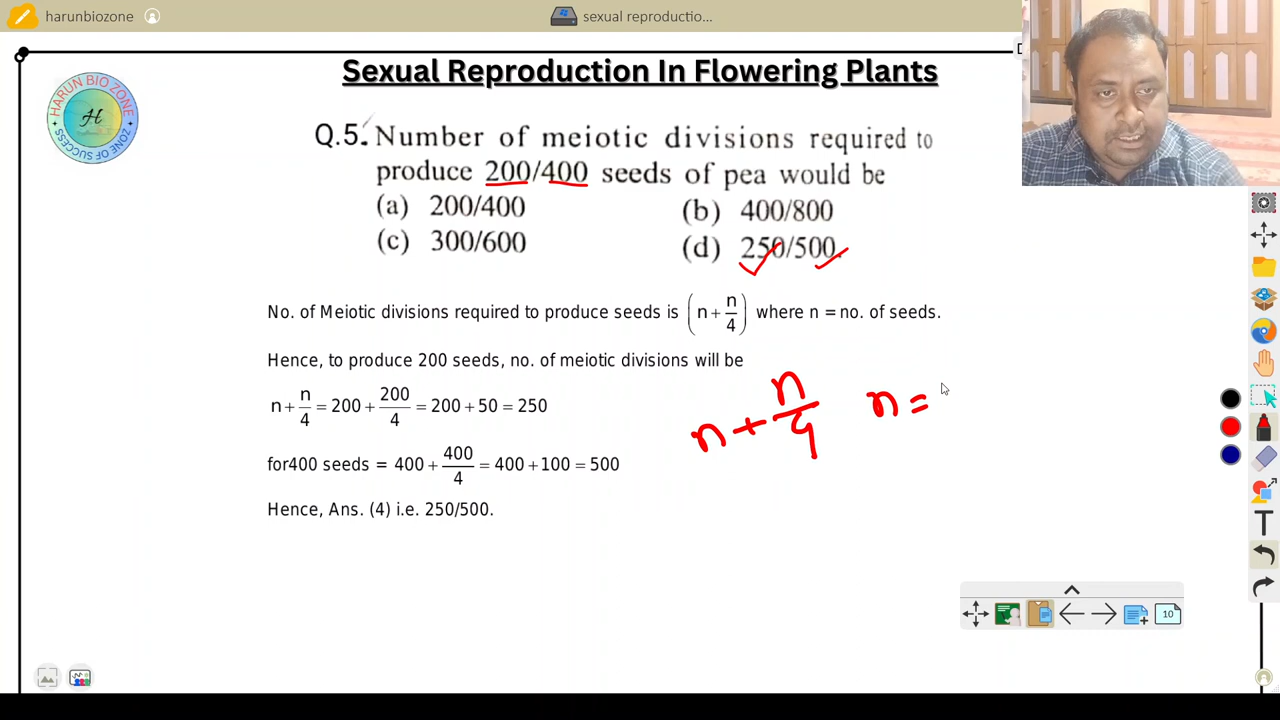 harunbiozone
sexual reproductio...
D
Sexual Reproduction In Flowering Plants
HARUN BIO ZONE
H
ZONE OF SUCCESS
Q.5. Number of meiotic divisions required to
produce 200/400 seeds of pea would be
(a) 200/400 (b) 400/800
(c) 300/600 (d) 250/500.
No. of Meiotic divisions required to produce seeds is (n + n/4) where n = no. of seeds.
Hence, to produce 200 seeds, no. of meiotic divisions will be
n + n/4 = 200 + 200/4 = 200 + 50 = 250
n + n/4 n =
for400 seeds = 400 + 400/4 = 400 + 100 = 500
Hence, Ans. (4) i.e. 250/500.
T
10